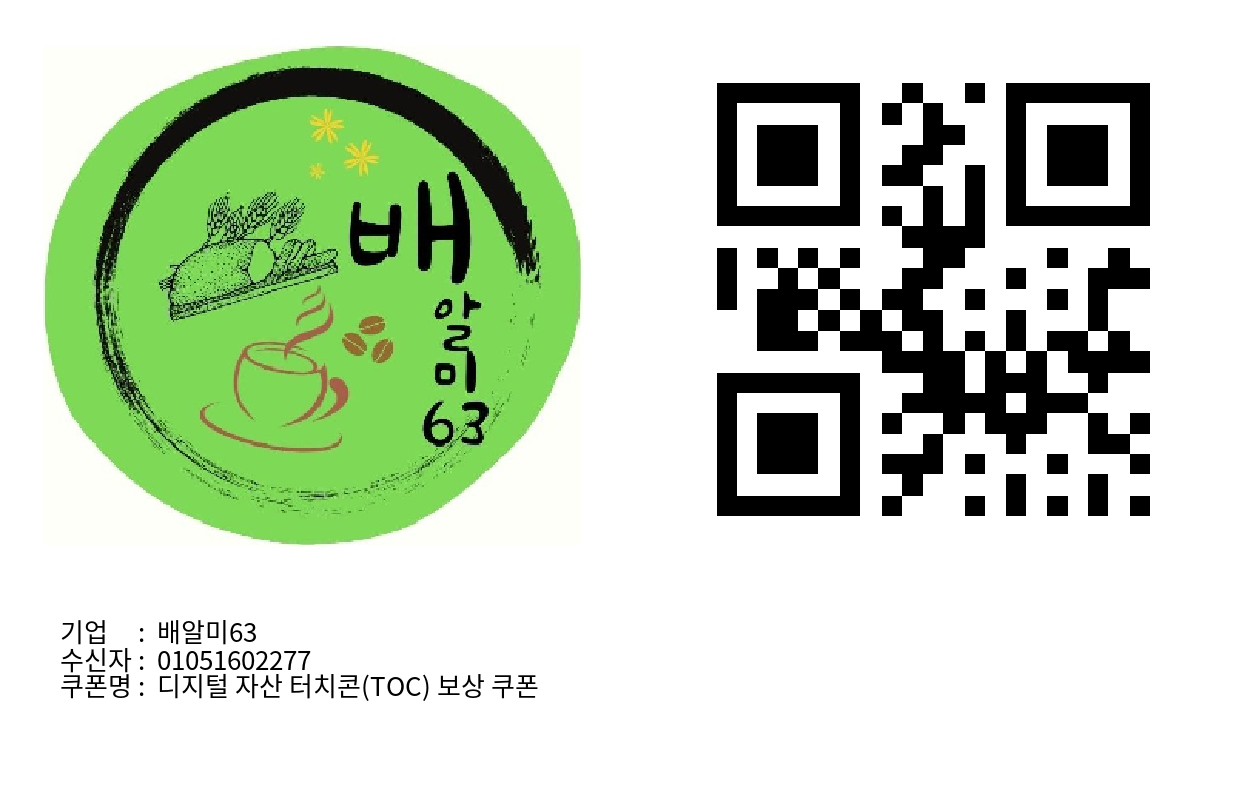 배
알
미
63
기업 : 배알미63
수신자 : 01051602277
쿠폰명 : 디지털 자산 터치콘(TOC) 보상 쿠폰